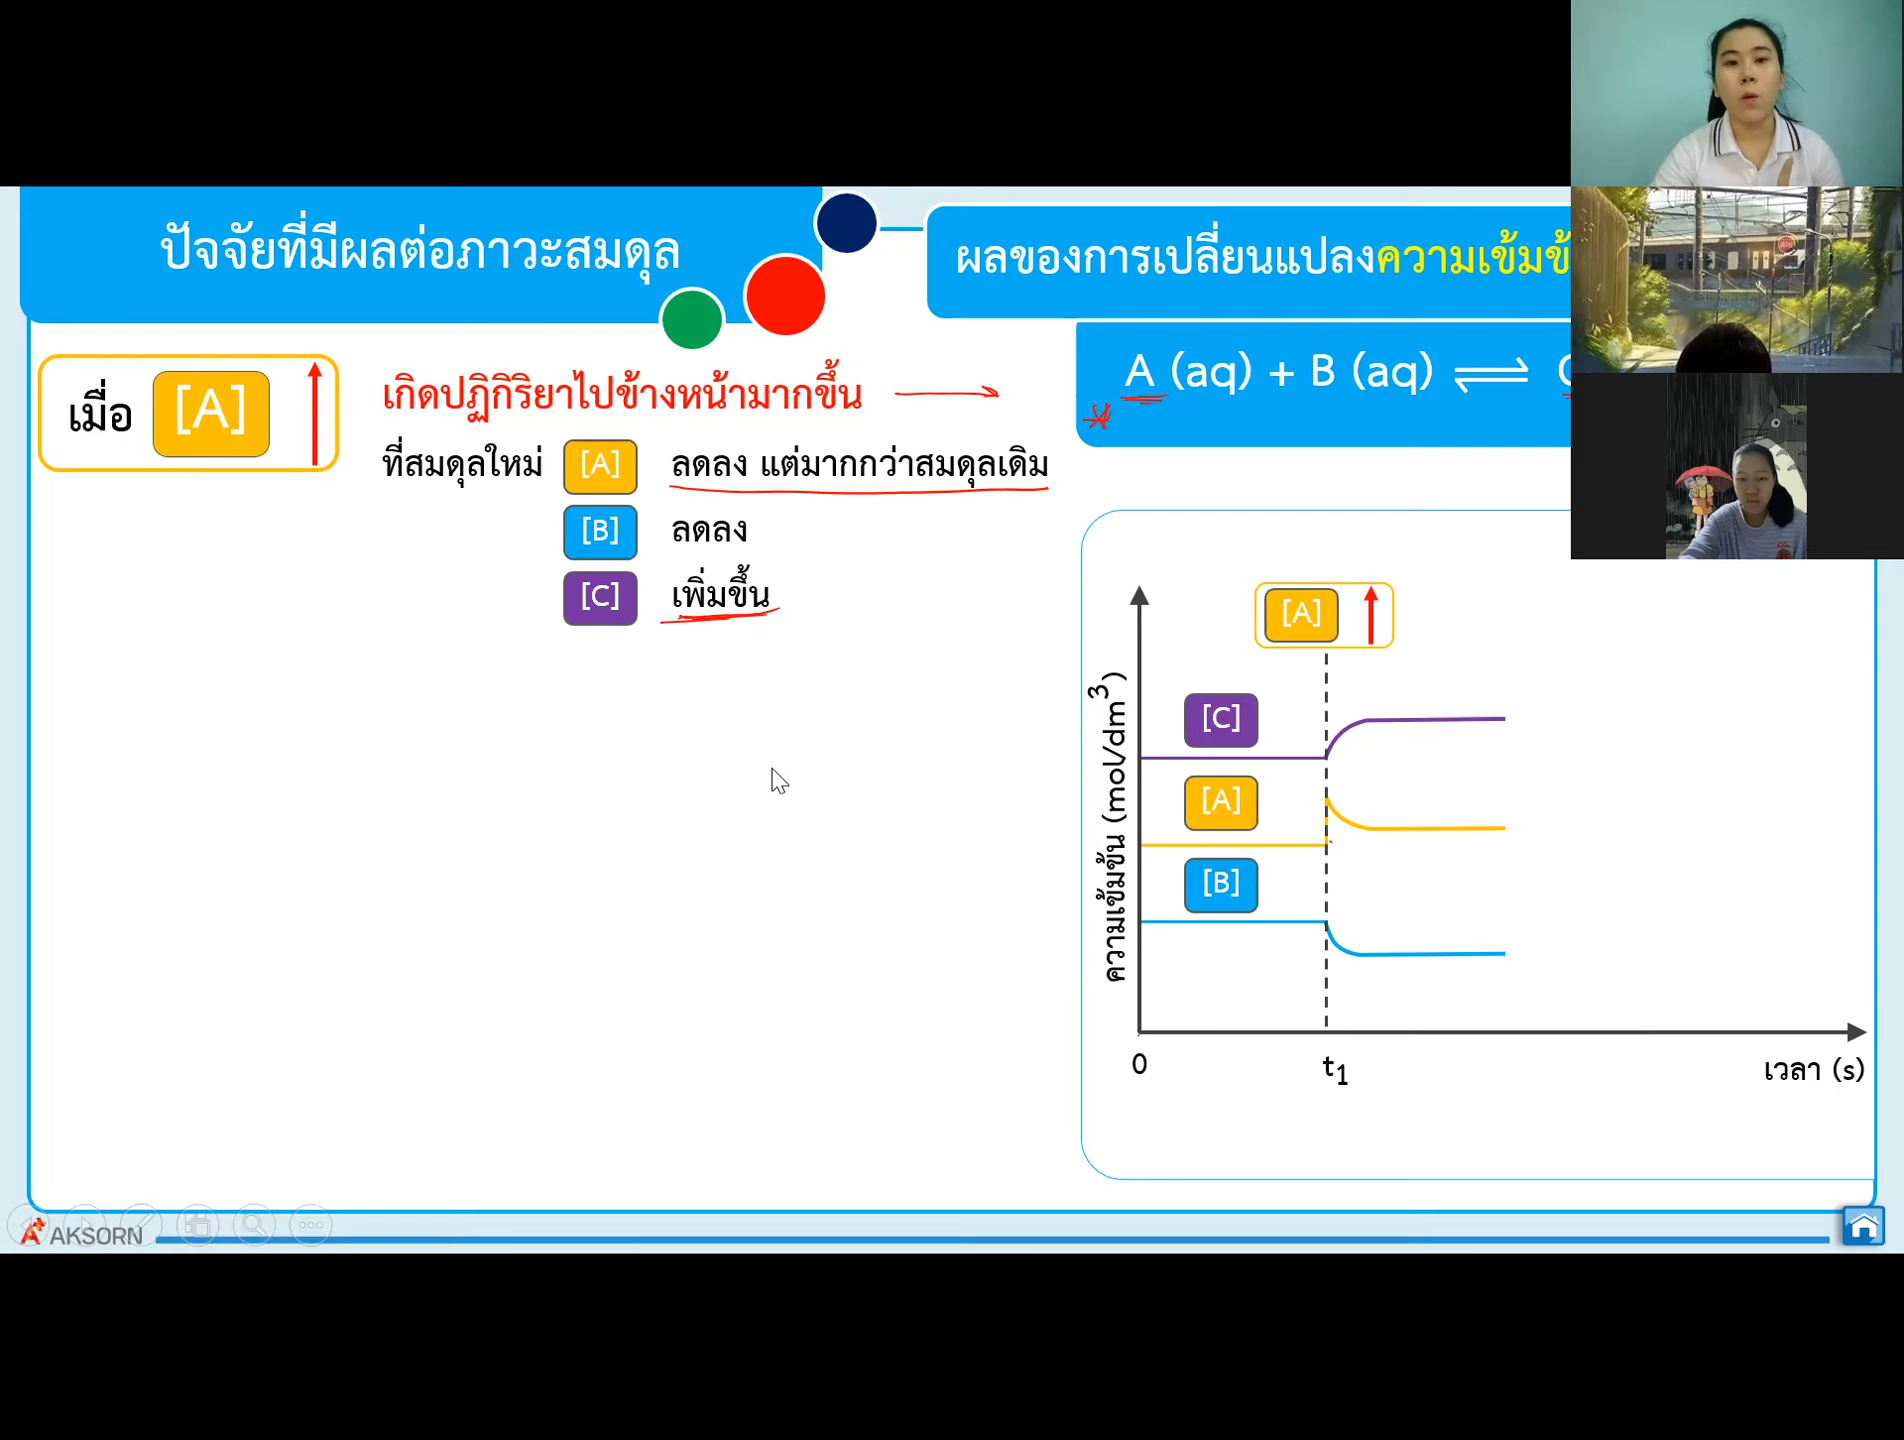 ปัจจัยที่มีผลต่อภาวะสมดุล
ผลของการเปลี่ยนแปลงความเข้มข้
A (aq) + B (aq) ⇌
เมื่อ [A]
เกิดปฏิกิริยาไปข้างหน้ามากขึ้น
ที่สมดุลใหม่ [A] ลดลง แต่มากกว่าสมดุลเดิม
[B] ลดลง
[C] เพิ่มขึ้น
[A]
[C]
[A]
[B]
ความเข้มข้น (mol/dm³)
0
t₁
เวลา (s)
AKSORN